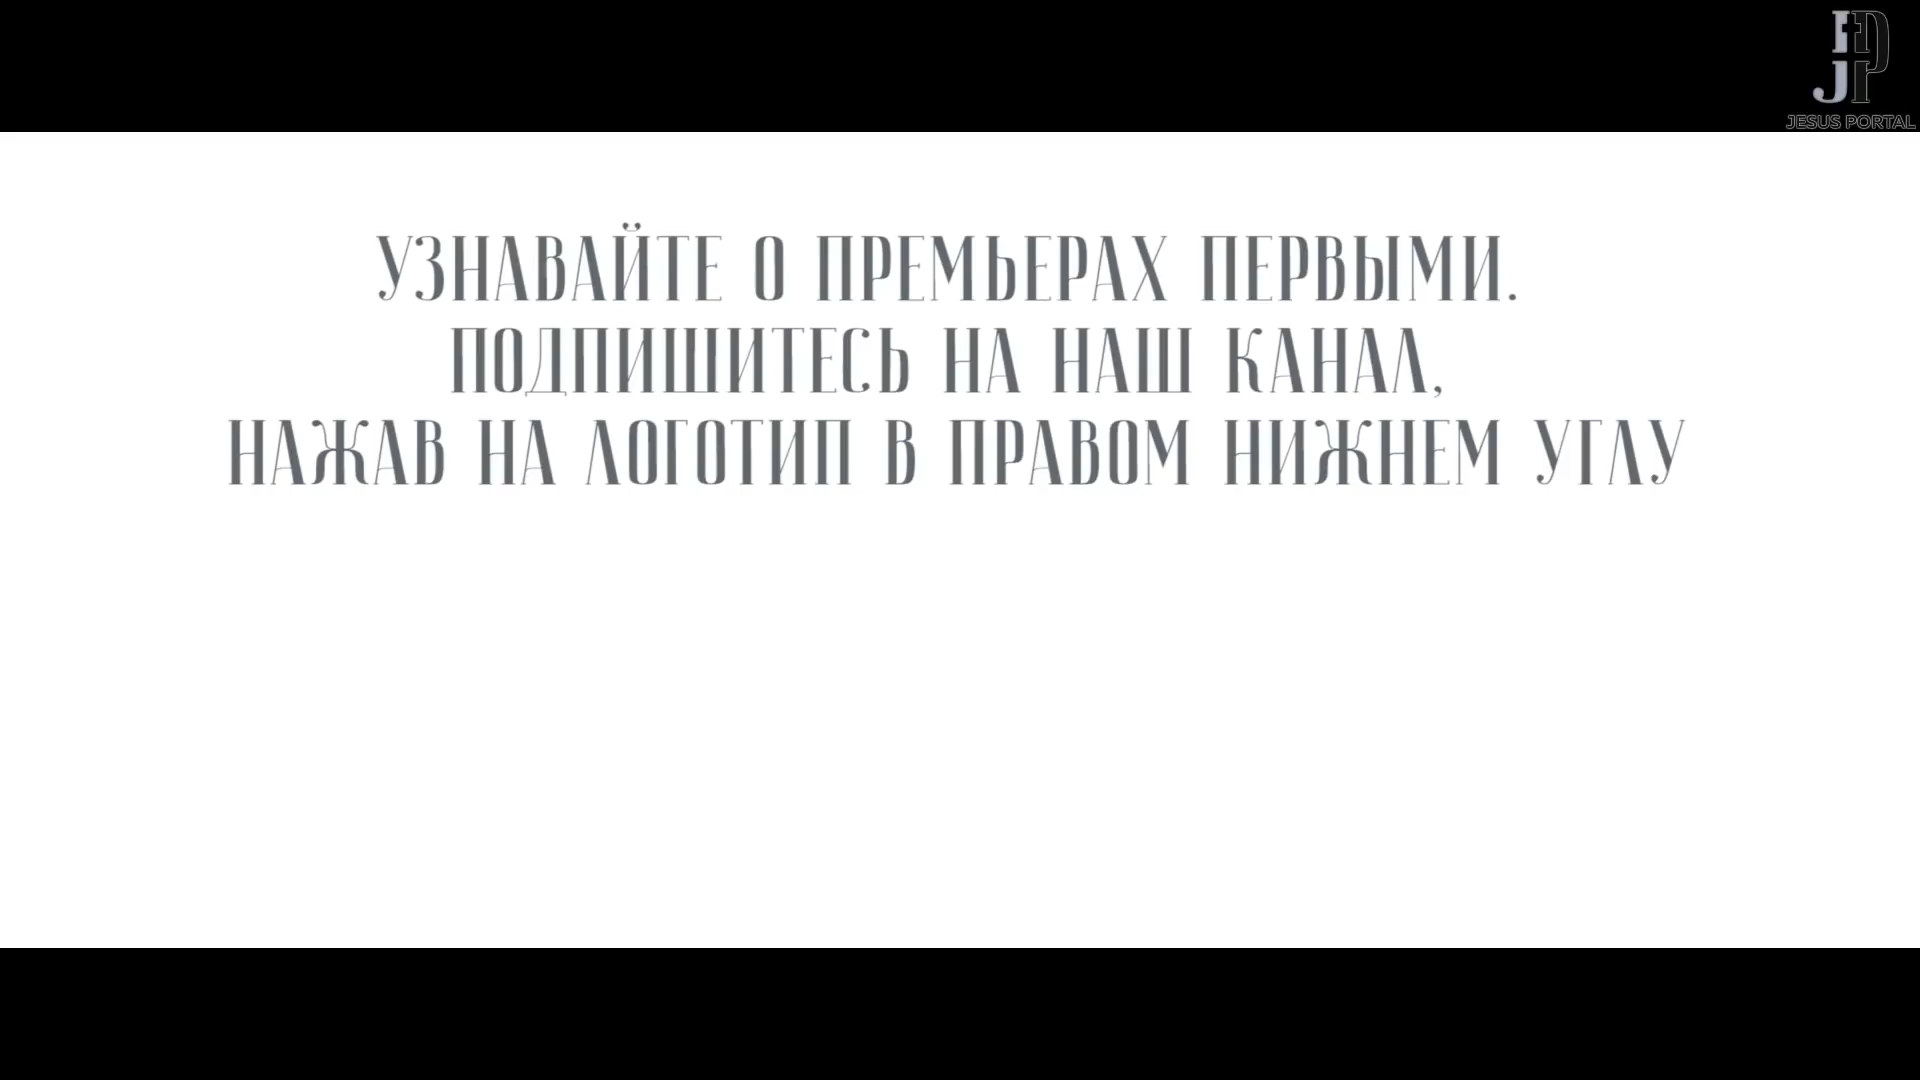 JESUS PORTAL
УЗНАВАЙТЕ О ПРЕМЬЕРАХ ПЕРВЫМИ.
ПОДПИШИТЕСЬ НА НАШ КАНАЛ,
НАЖАВ НА ЛОГОТИП В ПРАВОМ НИЖНЕМ УГЛУ